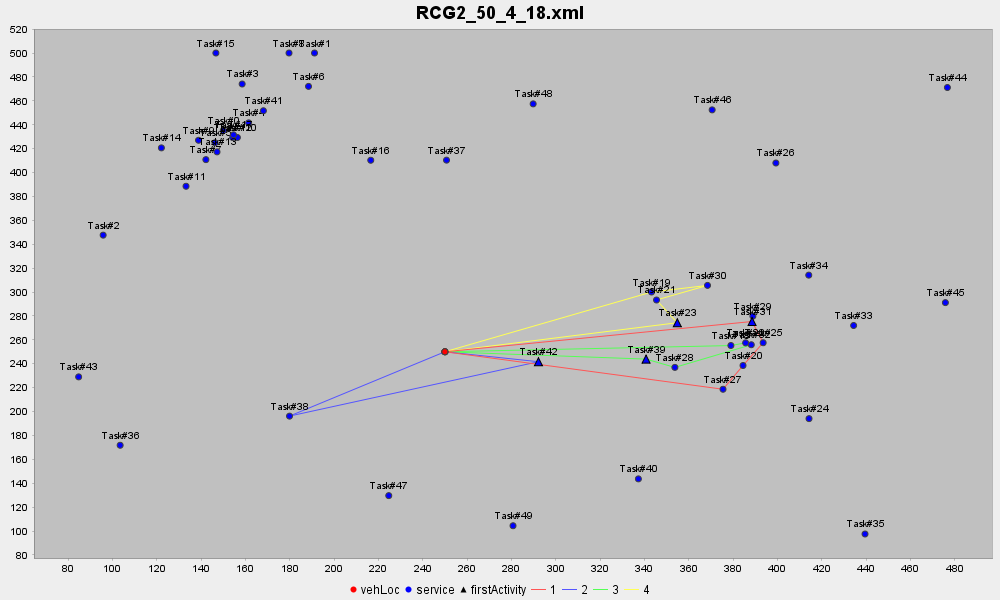 RCG2_50_4_18.xml
520
500
480
460
440
420
400
380
360
340
320
300
280
260
240
220
200
180
160
140
120
100
80
Task#15
Task#1
Task#3
Task#6
Task#44
Task#48
Task#46
Task#41
Task#14
Task#13
Task#7
Task#16
Task#37
Task#26
Task#11
Task#2
Task#34
Task#19
Task#30
Task#21
Task#45
Task#29
Task#31
Task#23
Task#33
Task#42
Task#39
Task#28
Task#20
Task#43
Task#27
Task#38
Task#24
Task#36
Task#40
Task#47
Task#49
Task#35
80 100 120 140 160 180 200 220 240 260 280 300 320 340 360 380 400 420 440 460 480
vehLoc service firstActivity 1 2 3 4